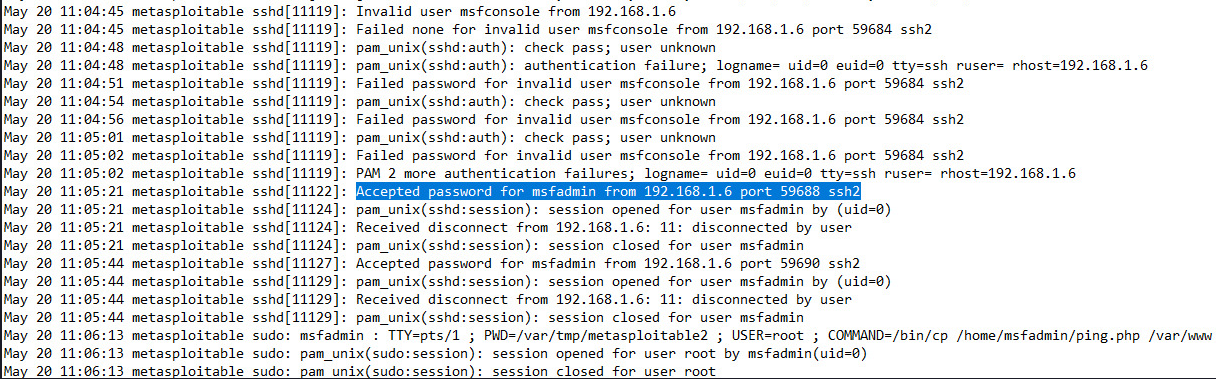 May 20 11:04:45 metasploitable sshd[11119]: Invalid user msfconsole from 192.168.1.6
May 20 11:04:45 metasploitable sshd[11119]: Failed none for invalid user msfconsole from 192.168.1.6 port 59684 ssh2
May 20 11:04:48 metasploitable sshd[11119]: pam_unix(sshd:auth): check pass; user unknown
May 20 11:04:48 metasploitable sshd[11119]: pam_unix(sshd:auth): authentication failure; logname= uid=0 euid=0 tty=ssh ruser= rhost=192.168.1.6
May 20 11:04:51 metasploitable sshd[11119]: Failed password for invalid user msfconsole from 192.168.1.6 port 59684 ssh2
May 20 11:04:54 metasploitable sshd[11119]: pam_unix(sshd:auth): check pass; user unknown
May 20 11:04:56 metasploitable sshd[11119]: Failed password for invalid user msfconsole from 192.168.1.6 port 59684 ssh2
May 20 11:05:01 metasploitable sshd[11119]: pam_unix(sshd:auth): check pass; user unknown
May 20 11:05:02 metasploitable sshd[11119]: Failed password for invalid user msfconsole from 192.168.1.6 port 59684 ssh2
May 20 11:05:02 metasploitable sshd[11119]: PAM 2 more authentication failures; logname= uid=0 euid=0 tty=ssh ruser= rhost=192.168.1.6
May 20 11:05:21 metasploitable sshd[11122]: Accepted password for msfadmin from 192.168.1.6 port 59688 ssh2
May 20 11:05:21 metasploitable sshd[11124]: pam_unix(sshd:session): session opened for user msfadmin by (uid=0)
May 20 11:05:21 metasploitable sshd[11124]: Received disconnect from 192.168.1.6: 11: disconnected by user
May 20 11:05:21 metasploitable sshd[11124]: pam_unix(sshd:session): session closed for user msfadmin
May 20 11:05:44 metasploitable sshd[11127]: Accepted password for msfadmin from 192.168.1.6 port 59690 ssh2
May 20 11:05:44 metasploitable sshd[11129]: pam_unix(sshd:session): session opened for user msfadmin by (uid=0)
May 20 11:05:44 metasploitable sshd[11129]: Received disconnect from 192.168.1.6: 11: disconnected by user
May 20 11:05:44 metasploitable sshd[11129]: pam_unix(sshd:session): session closed for user msfadmin
May 20 11:06:13 metasploitable sudo: msfadmin : TTY=pts/1 ; PWD=/var/tmp/metasploitable2 ; USER=root ; COMMAND=/bin/cp /home/msfadmin/ping.php /var/www
May 20 11:06:13 metasploitable sudo: pam_unix(sudo:session): session opened for user root by msfadmin(uid=0)
May 20 11:06:13 metasploitable sudo: pam_unix(sudo:session): session closed for user root